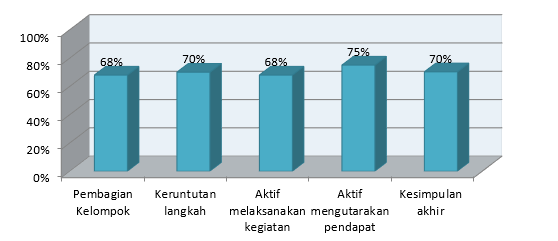 100%
80%
60%
40%
20%
0%
68%
70%
68%
75%
70%
Pembagian
Kelompok
Keruntutan
langkah
Aktif
melaksanakan
kegiatan
Aktif
mengutarakan
pendapat
Kesimpulan
akhir